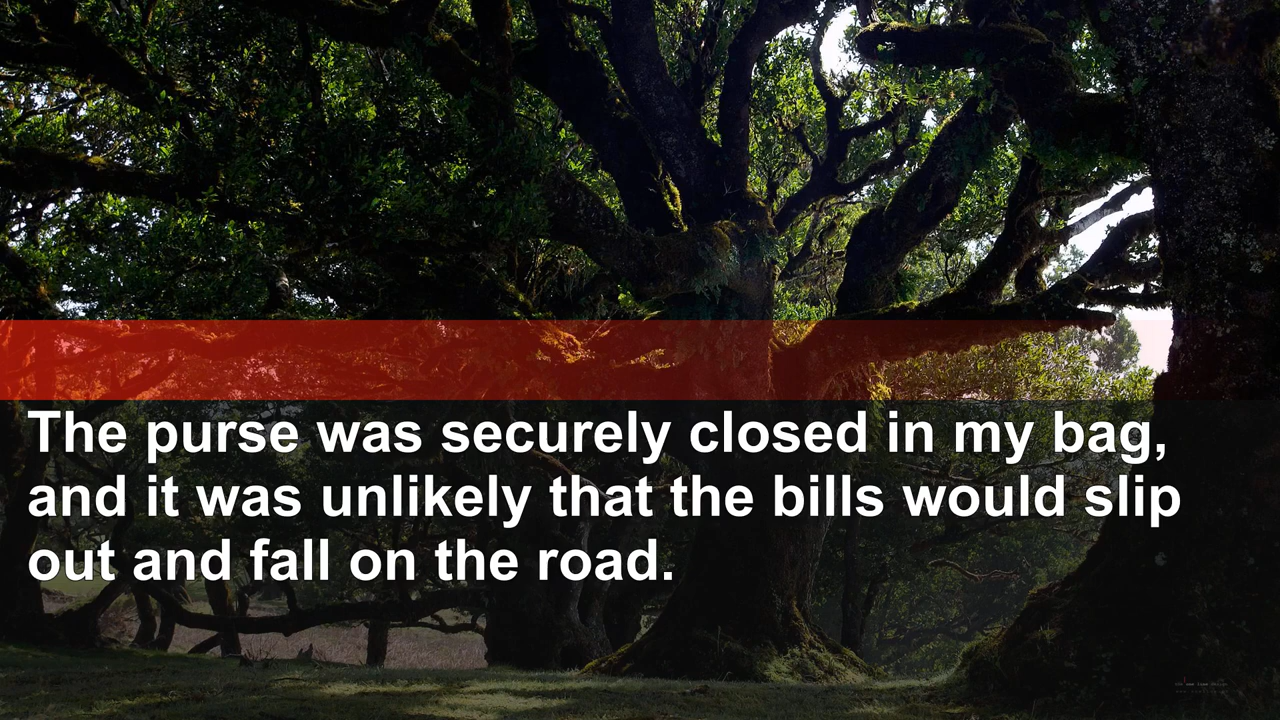 The purse was securely closed in my bag,
and it was unlikely that the bills would slip
out and fall on the road.